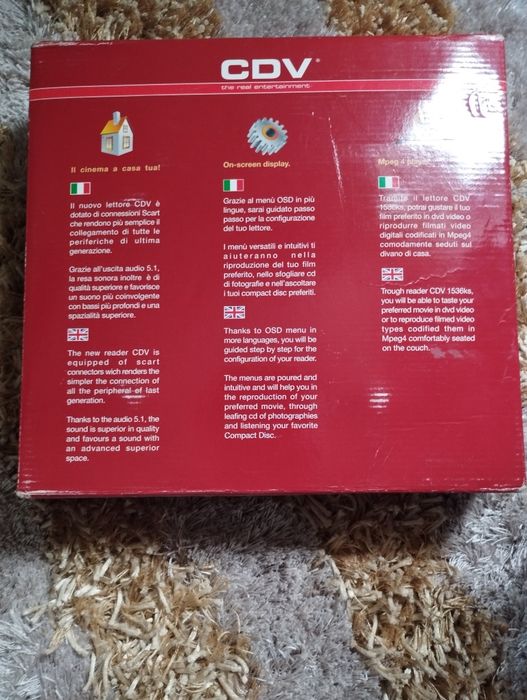 CDV®
the real entertainment
Il cinema a casa tua!
Il nuovo lettore CDV è
dotato di connessioni Scart
che rendono più semplice il
collegamento di tutte le
periferiche di ultima
generazione.
Grazie all'uscita audio 5.1,
la resa sonora inoltre è di
qualità superiore e favorisce
un suono più coinvolgente
con bassi più profondi e una
spazialità superiore.
The new reader CDV is
equipped of scart
connectors wich renders the
simpler the connection of
all the peripheral of last
generation.
Thanks to the audio 5.1, the
sound is superior in quality
and favours a sound with
an advanced superior
space.
On-screen display.
Grazie al menù OSD in più
lingue, sarai guidato passo
passo per la configurazione
del tuo lettore.
I menù versatili e intuitivi ti
aiuteranno nella
riproduzione del tuo film
preferito, nello sfogliare cd
di fotografie e nell'ascoltare
i tuoi compact disc preferiti.
Thanks to OSD menu in
more languages, you will be
guided step by step for the
configuration of your reader.
The menus are poured and
intuitive and will help you in
the reproduction of your
preferred movie, through
leafing cd of photographies
and listening your favorite
Compact Disc.
Mpeg 4 player.
Tramite il lettore CDV
1536ks, potrai gustare il tuo
film preferito in dvd video o
riprodurre filmati video
digitali codificati in Mpeg4
comodamente seduti sul
divano di casa.
Trough reader CDV 1536ks,
you will be able to taste your
preferred movie in dvd video
or to reproduce filmed video
types codified them in
Mpeg4 comfortably seated
on the couch.